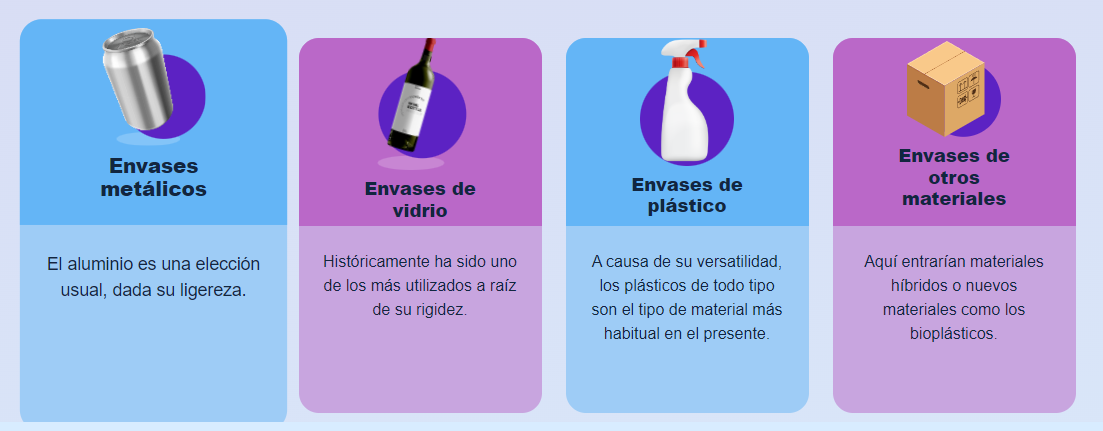 Envases
metálicos
El aluminio es una elección
usual, dada su ligereza.
Envases de
vidrio
Históricamente ha sido uno
de los más utilizados a raíz
de su rigidez.
Envases de
plástico
A causa de su versatilidad,
los plásticos de todo tipo
son el tipo de material más
habitual en el presente.
Envases de
otros
materiales
Aquí entrarían materiales
híbridos o nuevos
materiales como los
bioplásticos.